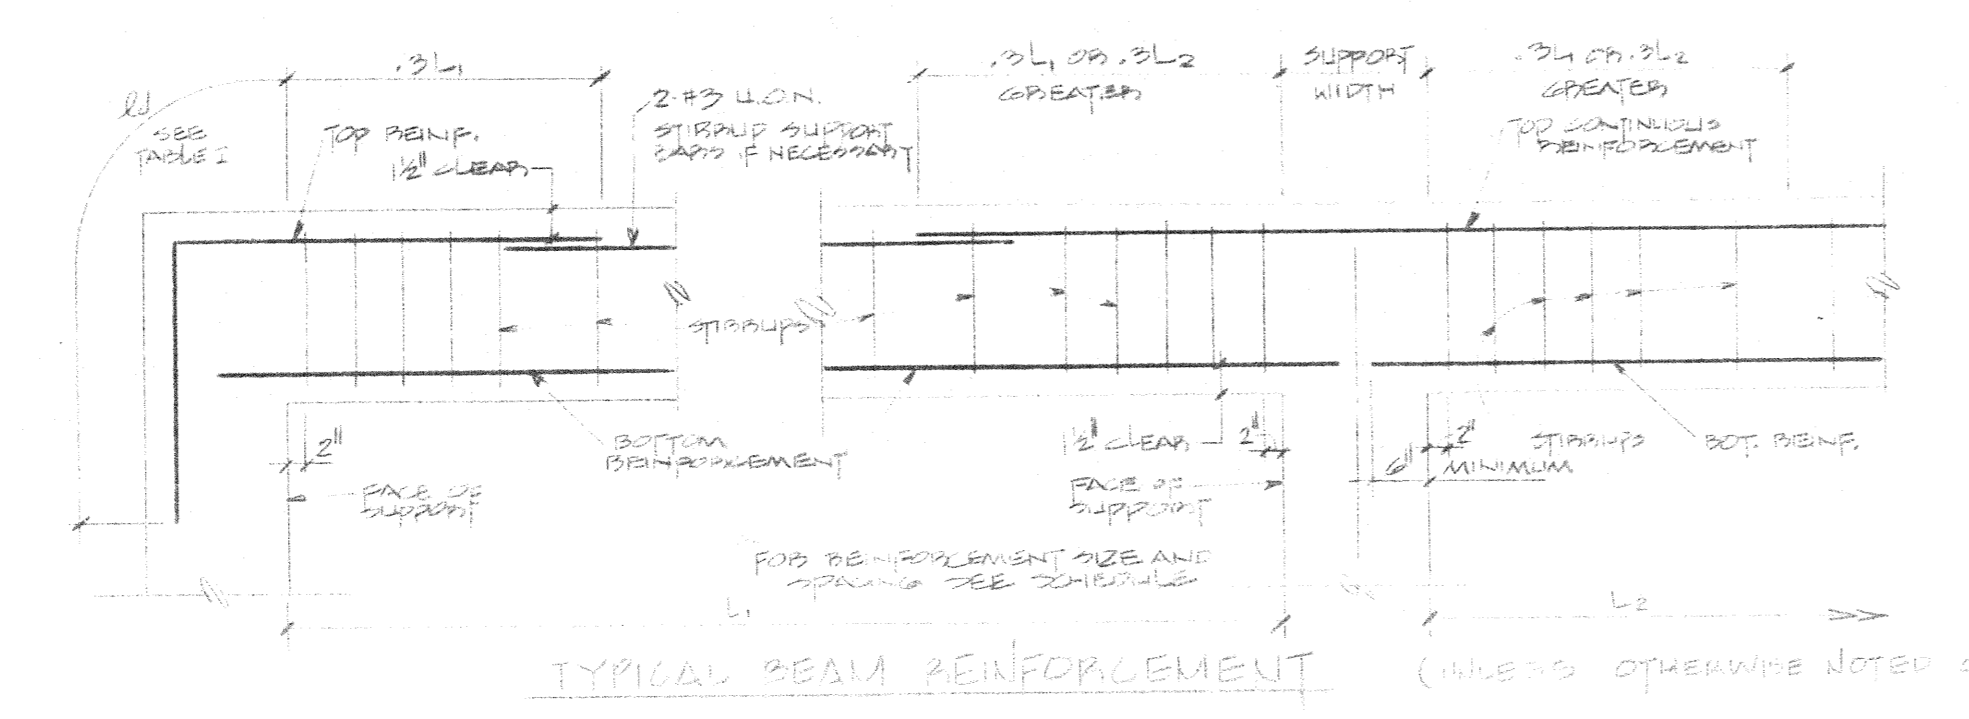 .3L1
.3L1 OR .3L2
GREATER
SUPPORT
WIDTH
.3L1 OR .3L2
GREATER
ld
SEE
TABLE I
TOP REINF.
1½" CLEAR
2-#3 U.O.N.
STIRRUP SUPPORT
BARS IF NECESSARY
TOP CONTINUOUS
REINFORCEMENT
STIRRUPS
2"
BOTTOM
REINFORCEMENT
1½" CLEAR
2"
2"
STIRRUPS
BOT. REINF.
6"
MINIMUM
FACE OF
SUPPORT
FACE OF
SUPPORT
FOR REINFORCEMENT SIZE AND
SPACING SEE SCHEDULE
L1
L2
TYPICAL BEAM REINFORCEMENT
(UNLESS OTHERWISE NOTED